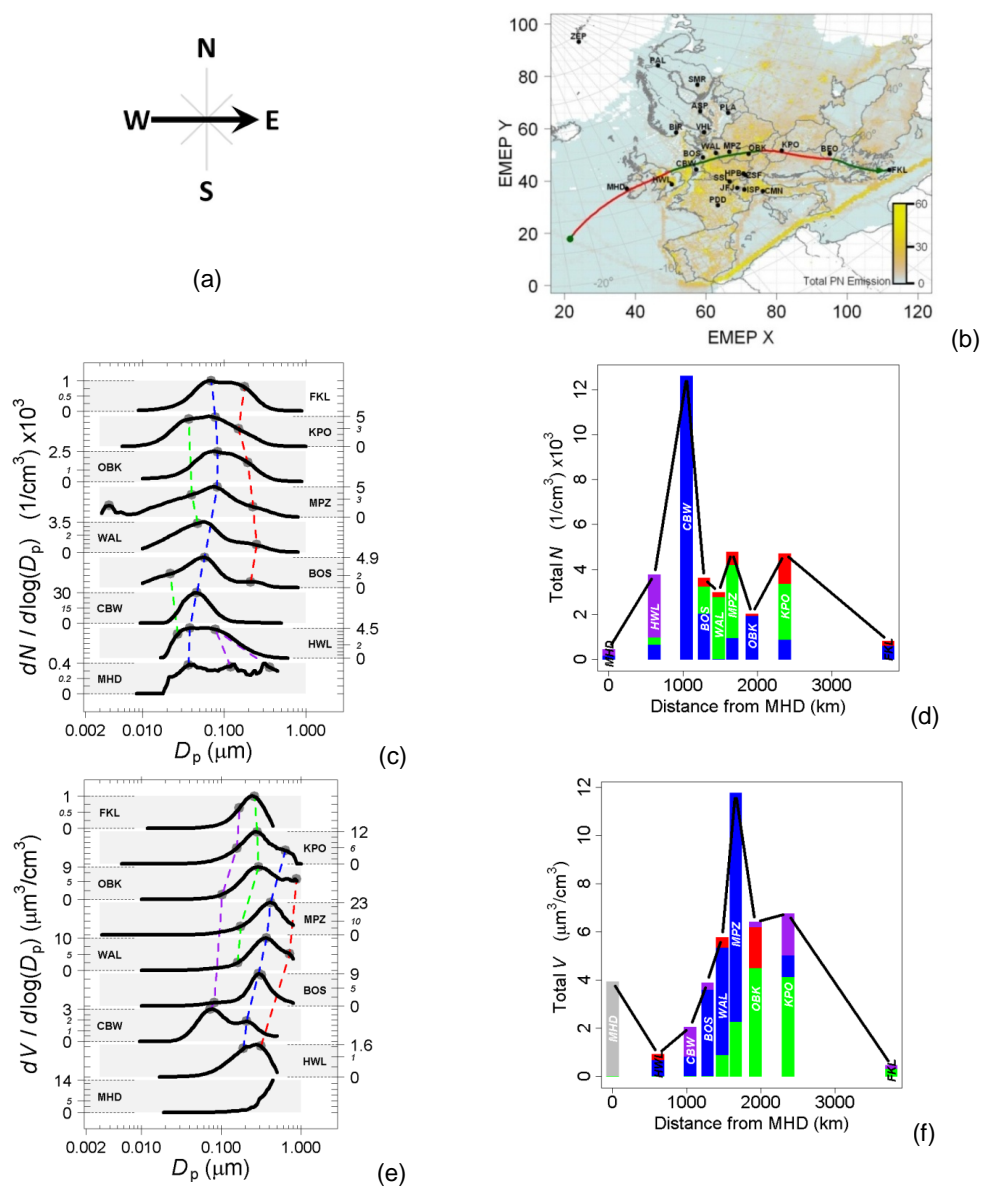 N
W E
S
(a)
EMEP Y
100
80
60
40
20
0
20 40 60 80 100 120
EMEP X
ZEP
PAL
SMR
ASP
PLA
BIR
VHL
WAL MPZ
OBK
KPO
BEO
FKL
BOS
CBW
HWL
MHD
HPB
ZSF
SSL
JFJ
ISP
CMN
PDD
-20°
-10°
40°
50°
60
30
0
Total PN Emission
(b)
dN / dlog(Dp) (1/cm³) x10³
1
0.5
0
FKL
KPO
5
3
0
2.5
1
0
OBK
MPZ
5
3
0
3.5
2
0
WAL
BOS
4.9
2
0
30
15
0
CBW
HWL
4.5
2
0
0.4
0.2
0
MHD
0.002 0.010 0.100 1.000
Dp (μm)
(c)
Total N (1/cm³) x10³
12
10
8
6
4
2
0
MHD
HWL
CBW
BOS
WAL
MPZ
OBK
KPO
FKL
0 1000 2000 3000
Distance from MHD (km)
(d)
dV / dlog(Dp) (μm³/cm³)
1
0.5
0
FKL
KPO
12
6
0
9
5
0
OBK
MPZ
23
10
0
10
5
0
WAL
BOS
9
5
0
3
2
1
0
CBW
HWL
1.6
1
0
14
5
0
MHD
0.002 0.010 0.100 1.000
Dp (μm)
(e)
Total V (μm³/cm³)
12
10
8
6
4
2
0
MHD
HWL
CBW
BOS
WAL
MPZ
OBK
KPO
FKL
0 1000 2000 3000
Distance from MHD (km)
(f)